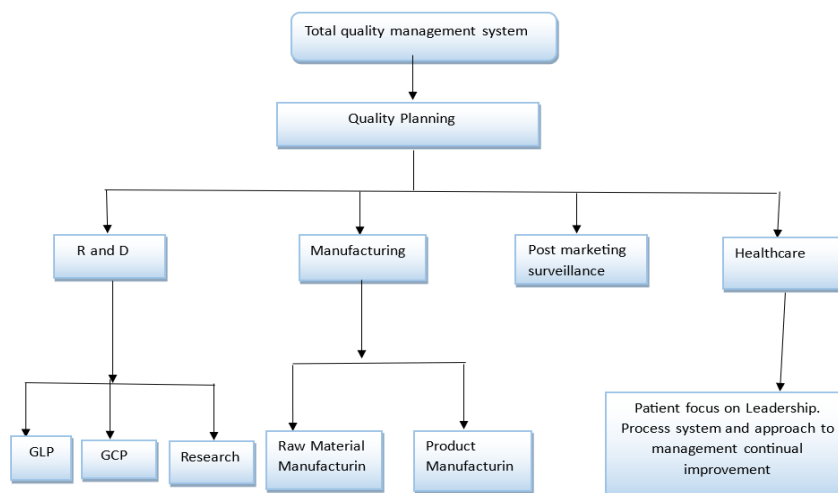 Total quality management system
Quality Planning
R and D
Manufacturing
Post marketing
surveillance
Healthcare
GLP
GCP
Research
Raw Material
Manufacturin
Product
Manufacturin
Patient focus on Leadership.
Process system and approach to
management continual
improvement